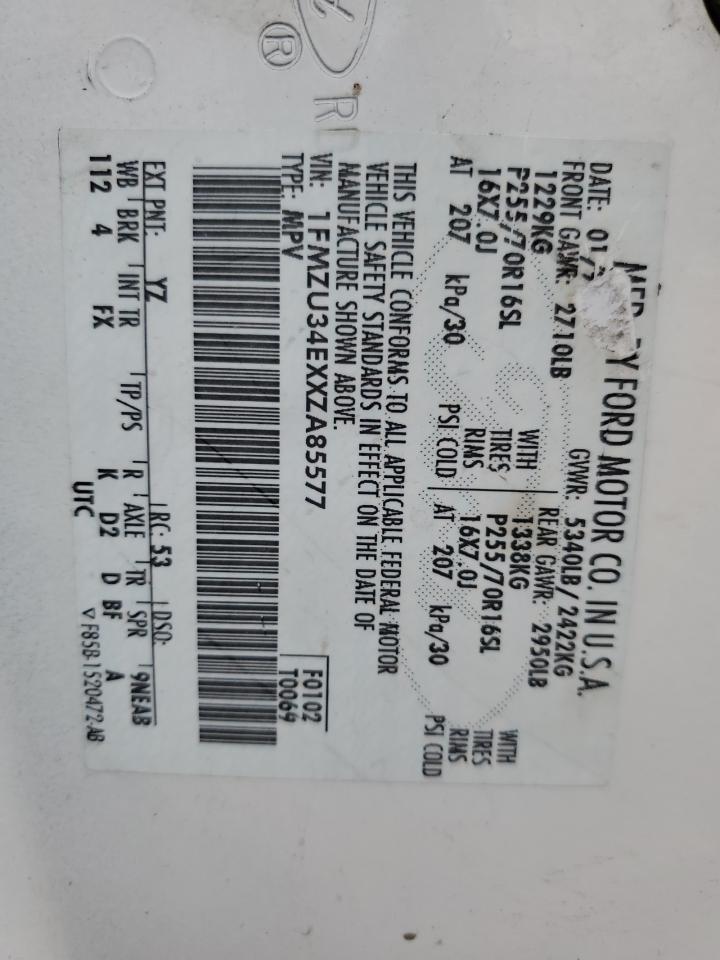 ®
R
FORD MOTOR CO. IN U.S.A.
DATE: 01/ GVWR: 5340LB/ 2422KG
FRONT GAWR: 2710LB REAR GAWR: 2950LB
1229KG WITH 1338KG WITH
P255/70R16SL TIRES P255/70R16SL TIRES
16X7.0J RIMS 16X7.0J RIMS
AT 207 kPa/30 PSI COLD AT 207 kPa/30 PSI COLD
THIS VEHICLE CONFORMS TO ALL APPLICABLE FEDERAL MOTOR
VEHICLE SAFETY STANDARDS IN EFFECT ON THE DATE OF
MANUFACTURE SHOWN ABOVE.
VIN: 1FMZU34EXXZA85577 F0102
TYPE: MPV T0069
EXT PNT: YZ RC: 53 DSO:
WB BRK INT TR TP/PS R AXLE TR SPR 9NEAB
112 4 FX K D2 D BF A
UTC ▽ F85B-1520472-AB